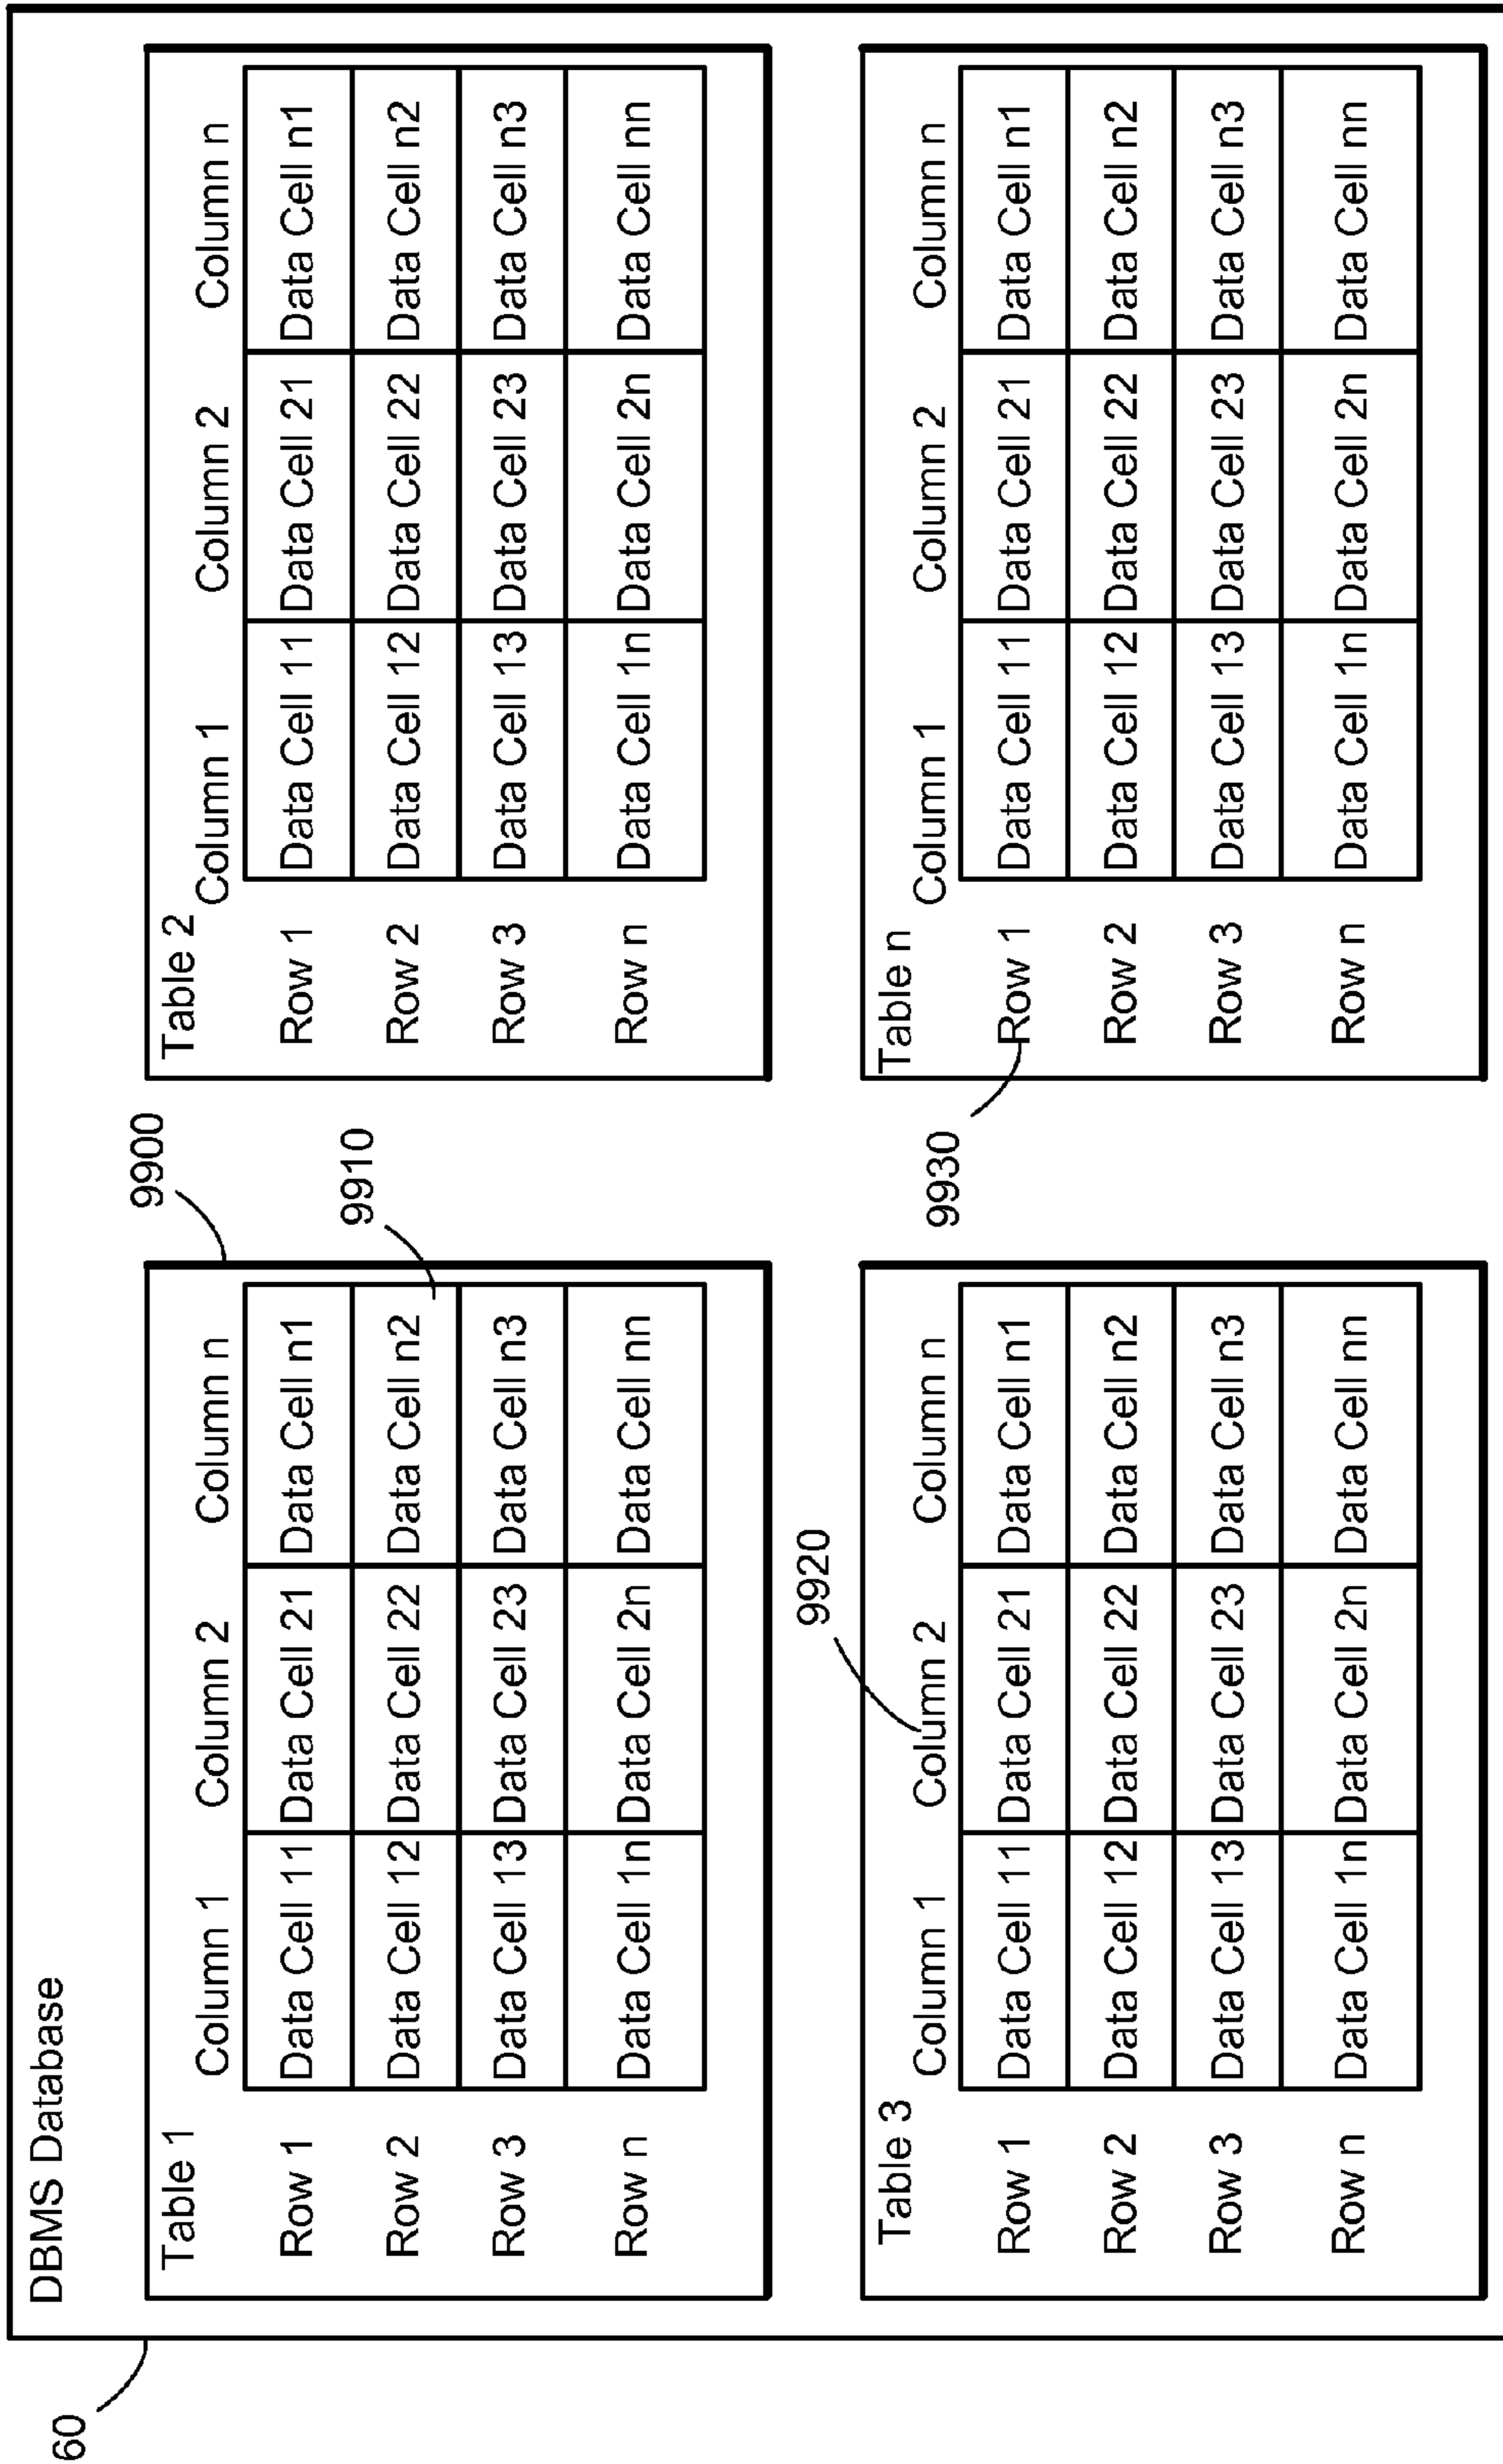 60
DBMS Database
9900
Table 1
Column 1 Column 2 Column n
Row 1 Data Cell 11 Data Cell 21 Data Cell n1
Row 2 Data Cell 12 Data Cell 22 Data Cell n2
9910
Row 3 Data Cell 13 Data Cell 23 Data Cell n3
Row n Data Cell 1n Data Cell 2n Data Cell nn
Table 2
Column 1 Column 2 Column n
Row 1 Data Cell 11 Data Cell 21 Data Cell n1
Row 2 Data Cell 12 Data Cell 22 Data Cell n2
Row 3 Data Cell 13 Data Cell 23 Data Cell n3
Row n Data Cell 1n Data Cell 2n Data Cell nn
9920
Table 3
Column 1 Column 2 Column n
Row 1 Data Cell 11 Data Cell 21 Data Cell n1
Row 2 Data Cell 12 Data Cell 22 Data Cell n2
Row 3 Data Cell 13 Data Cell 23 Data Cell n3
Row n Data Cell 1n Data Cell 2n Data Cell nn
9930
Table n
Column 1 Column 2 Column n
Row 1 Data Cell 11 Data Cell 21 Data Cell n1
Row 2 Data Cell 12 Data Cell 22 Data Cell n2
Row 3 Data Cell 13 Data Cell 23 Data Cell n3
Row n Data Cell 1n Data Cell 2n Data Cell nn